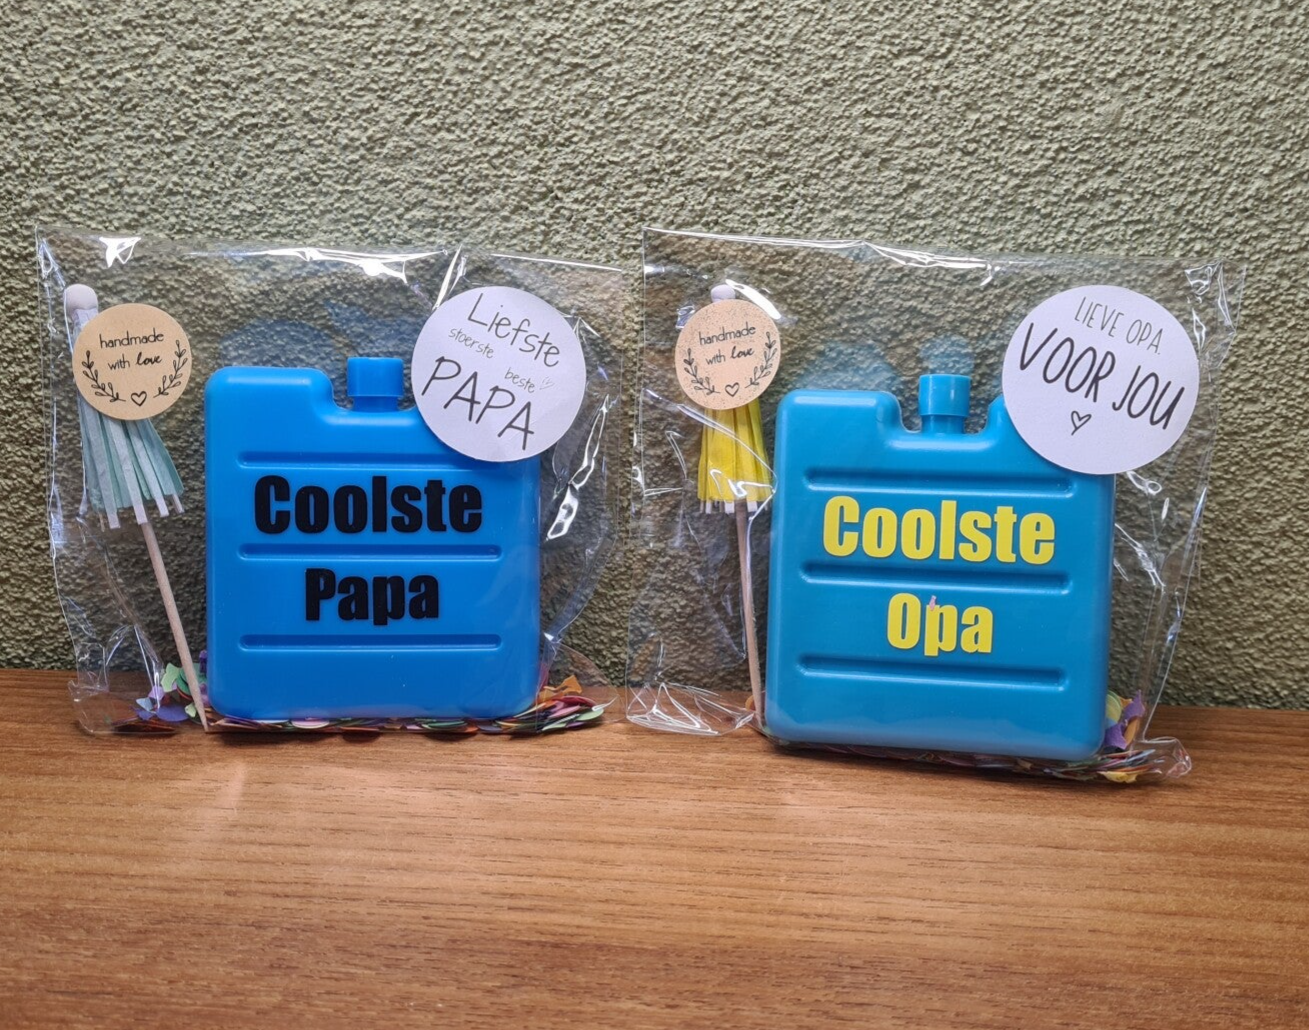 handmade
with love
Liefste
stoerste
beste
PAPA
Coolste
Papa
handmade
with love
LIEVE OPA,
VOOR JOU
Coolste
Opa